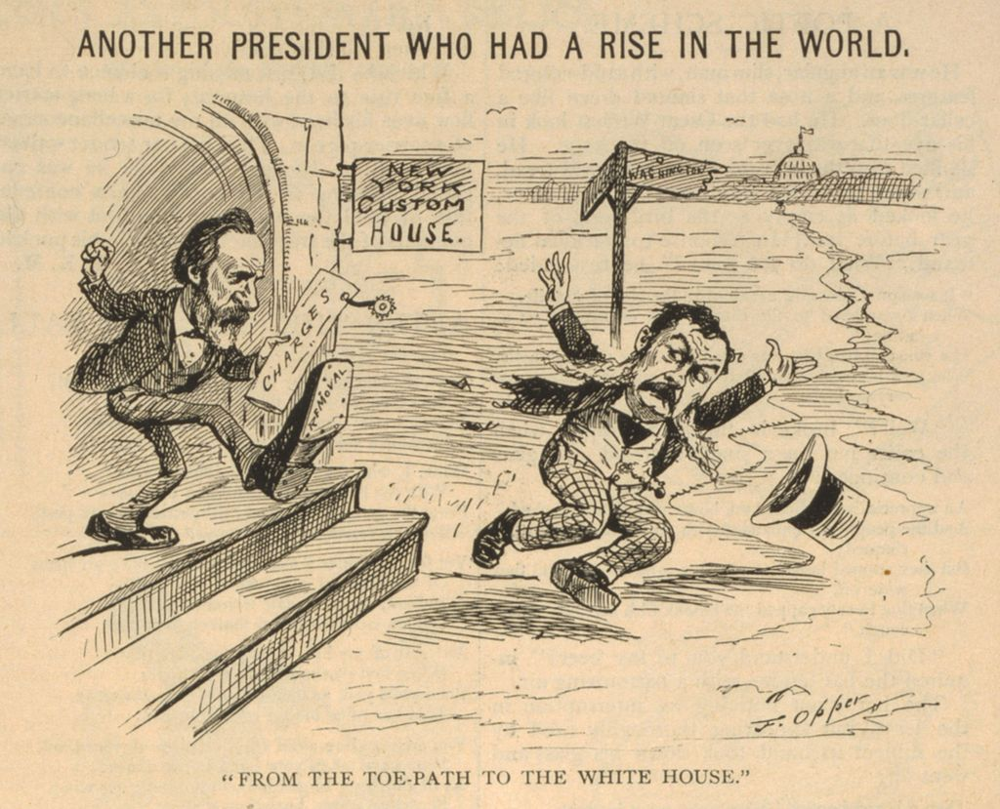 ANOTHER PRESIDENT WHO HAD A RISE IN THE WORLD.
NEW
YORK
CUSTOM
HOUSE.
TO
WASHINGTON
CHARGES
REMOVAL
F. Opper
"FROM THE TOE-PATH TO THE WHITE HOUSE."